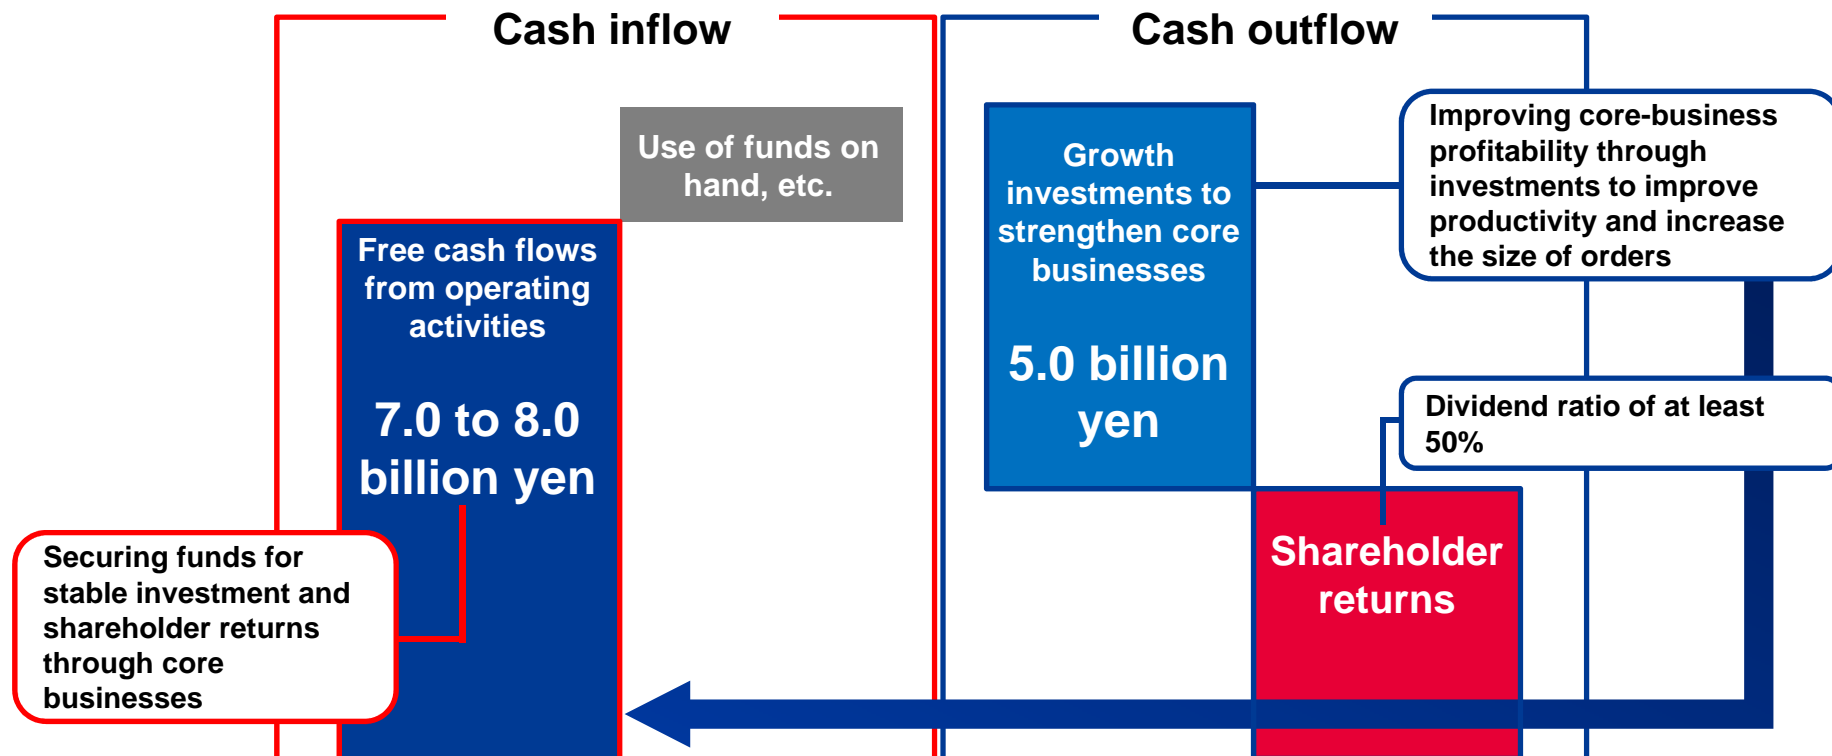 Cash inflow
Use of funds on
hand, etc.
Free cash flows
from operating
activities
7.0 to 8.0
billion yen
Securing funds for
stable investment and
shareholder returns
through core
businesses
Cash outflow
Growth
investments to
strengthen core
businesses
5.0 billion
yen
Improving core-business
profitability through
investments to improve
productivity and increase
the size of orders
Dividend ratio of at least
50%
Shareholder
returns